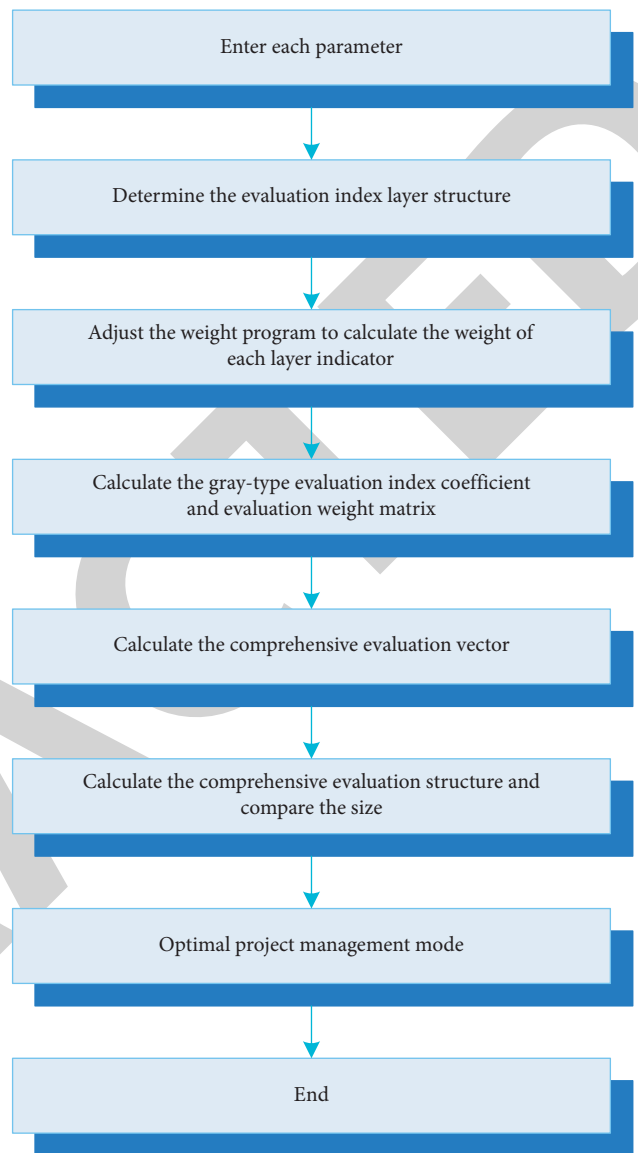 Enter each parameter
Determine the evaluation index layer structure
Adjust the weight program to calculate the weight of
each layer indicator
Calculate the gray-type evaluation index coefficient
and evaluation weight matrix
Calculate the comprehensive evaluation vector
Calculate the comprehensive evaluation structure and
compare the size
Optimal project management mode
End